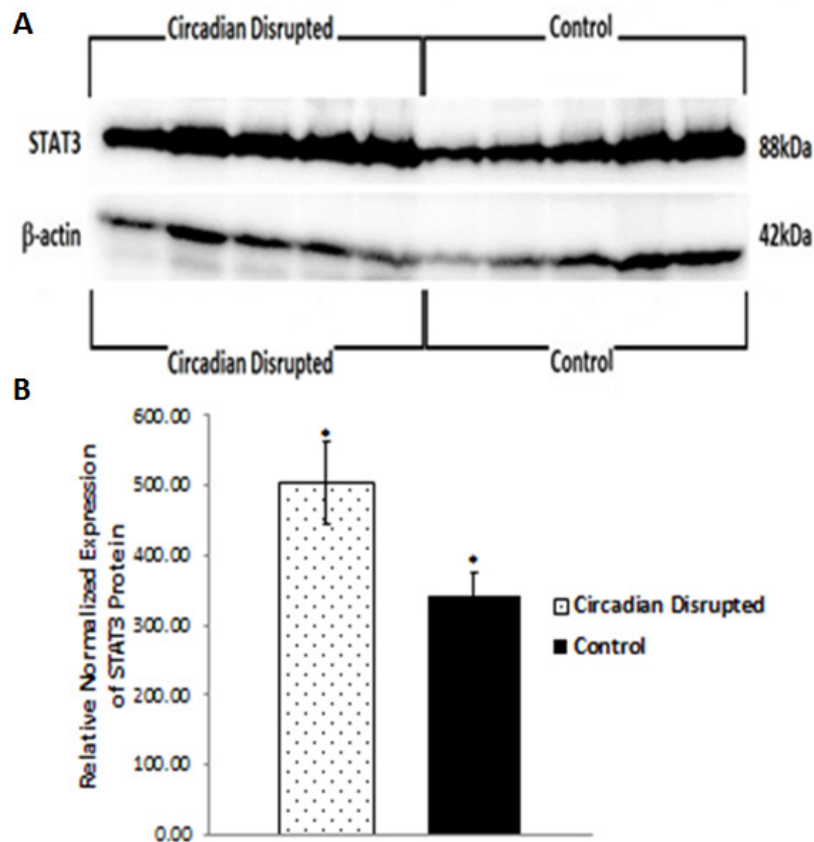 A
Circadian Disrupted
Control
STAT3
88kDa
β-actin
42kDa
Circadian Disrupted
Control
B
600.00
500.00
400.00
300.00
200.00
100.00
0.00
Relative Normalized Expression
of STAT3 Protein
*
*
Circadian Disrupted
Control